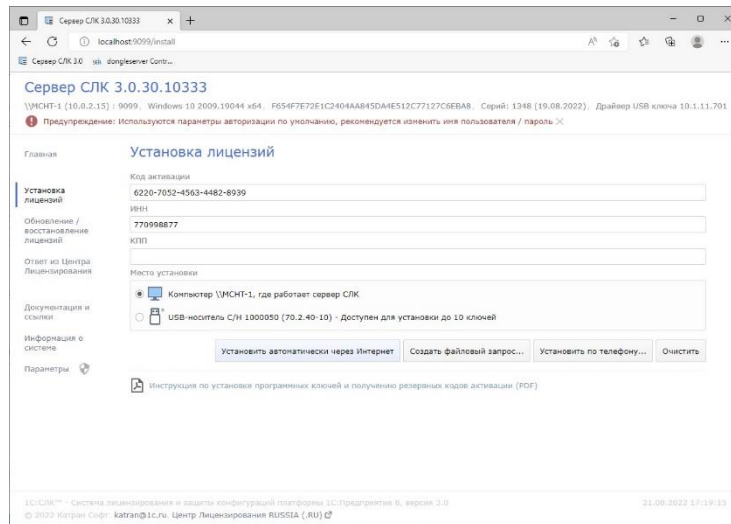 Сервер СЛК 3.0.30.10333
localhost:9099/install
Сервер СЛК 3.0 dongleserver Contr...
Сервер СЛК 3.0.30.10333
\\МСНТ-1 (10.0.2.15) : 9099, Windows 10 2009.19044 x64, F654F7E72E1C2404AA845DA4E512C77127C6EBA8, Серий: 1348 (19.08.2022), Драйвер USB ключа 10.1.11.701
Предупреждение: Используются параметры авторизации по умолчанию, рекомендуется изменить имя пользователя / пароль
Главная
Установка лицензий
Обновление / восстановление лицензий
Ответ из Центра Лицензирования
Документация и ссылки
Информация о системе
Параметры
Установка лицензий
Код активации
6220-7052-4563-4482-8939
ИНН
770998877
КПП
Место установки
Компьютер \\МСНТ-1, где работает сервер СЛК
USB-носитель С/Н 1000050 (70.2.40-10) - Доступен для установки до 10 ключей
Установить автоматически через Интернет Создать файловый запрос... Установить по телефону... Очистить
Инструкция по установке программных ключей и получению резервных кодов активации (PDF)
1С:СЛК™ - Система лицензирования и защиты конфигураций платформы 1С:Предприятие 8, версия 3.0
21.08.2022 17:19:15
© 2022 Катран Софт, katran@1c.ru, Центр Лицензирования RUSSIA (.RU)